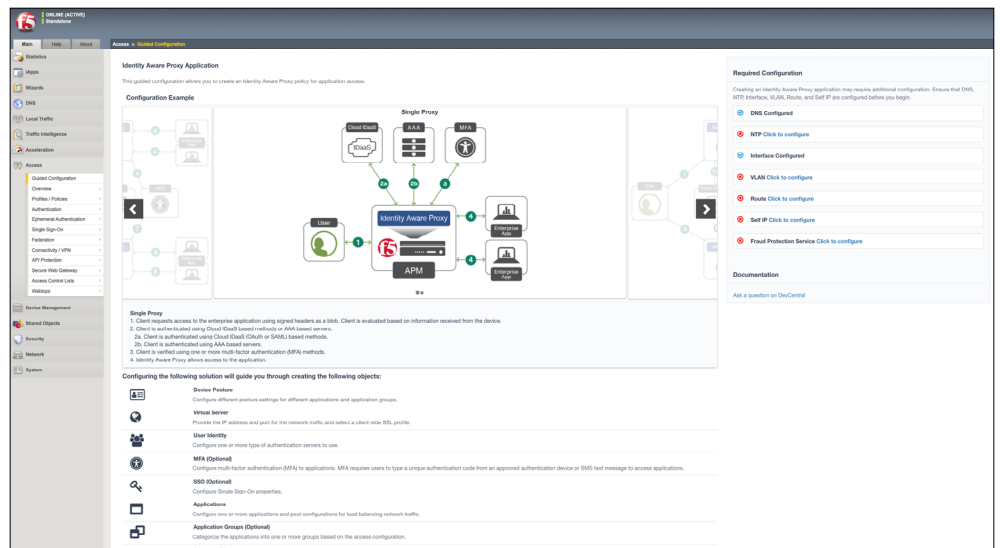 f5
ONLINE (ACTIVE)
Standalone
Main
Help
About
Access » Guided Configuration
Statistics
iApps
Wizards
DNS
Local Traffic
Traffic Intelligence
Acceleration
Access
Guided Configuration
Overview
Profiles / Policies
Authentication
Ephemeral Authentication
Single Sign-On
Federation
Connectivity / VPN
API Protection
Secure Web Gateway
Access Control Lists
Webtops
Device Management
Shared Objects
Security
Network
System
Identity Aware Proxy Application
This guided configuration allows you to create an Identity Aware Proxy policy for application access.
Configuration Example
Single Proxy
Cloud IDaaS
AAA
MFA
IDaaS
2a
2b
3
User
1
Identity Aware Proxy
f5
APM
4
Enterprise App
4
Enterprise App
Single Proxy
1. Client requests access to the enterprise application using signed headers as a blob. Client is evaluated based on information received from the device.
2. Client is authenticated using Cloud IDaaS based methods or AAA based servers.
2a. Client is authenticated using Cloud IDaaS (OAuth or SAML) based methods.
2b. Client is authenticated using AAA based servers.
3. Client is verified using one or more multi-factor authentication (MFA) methods.
4. Identity Aware Proxy allows access to the application.
Configuring the following solution will guide you through creating the following objects:
Device Posture
Configure different posture settings for different applications and application groups.
Virtual Server
Provide the IP address and port for the network traffic and select a client-side SSL profile.
User Identity
Configure one or more type of authentication servers to use.
MFA (Optional)
Configure multi-factor authentication (MFA) to applications. MFA requires users to type a unique authentication code from an approved authentication device or SMS text message to access applications.
SSO (Optional)
Configure Single Sign-On properties.
Applications
Configure one or more applications and pool configurations for load balancing network traffic.
Application Groups (Optional)
Categorize the applications into one or more groups based on the access configuration.
Required Configuration
Creating an Identity Aware Proxy application may require additional configuration. Ensure that DNS,
NTP, Interface, VLAN, Route, and Self IP are configured before you begin.
DNS Configured
NTP Click to configure
Interface Configured
VLAN Click to configure
Route Click to configure
Self IP Click to configure
Fraud Protection Service Click to configure
Documentation
Ask a question on DevCentral